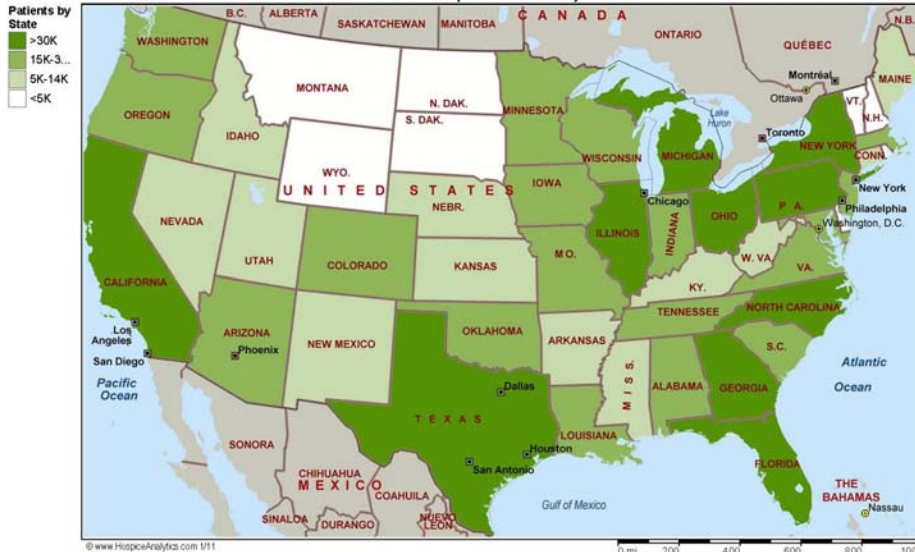 Patients by
State
>30K
15K-3...
5K-14K
<5K
B.C.
ALBERTA
SASKATCHEWAN
MANITOBA
CANADA
ONTARIO
QUÉBEC
N.B.
WASHINGTON
MONTANA
N. DAK.
MINNESOTA
Lake
Huron
Montréal
Ottawa
MAINE
VT.
N.H.
OREGON
IDAHO
S. DAK.
WYO.
WISCONSIN
MICHIGAN
Toronto
NEW YORK
CONN.
UNITED STATES
NEVADA
UTAH
COLORADO
NEBR.
IOWA
Chicago
ILLINOIS
INDIANA
OHIO
P A.
New York
Philadelphia
Washington, D.C.
CALIFORNIA
KANSAS
MO.
W. VA.
VA.
KY.
Los
Angeles
San Diego
ARIZONA
Phoenix
NEW MEXICO
OKLAHOMA
ARKANSAS
TENNESSEE
NORTH CAROLINA
S.C.
Pacific
Ocean
TEXAS
Dallas
MISS.
ALABAMA
GEORGIA
Atlantic
Ocean
SONORA
CHIHUAHUA
MEXICO
COAHUILA
Houston
San Antonio
LOUISIANA
FLORIDA
SINALOA
DURANGO
NUEVO
LEON
Gulf of Mexico
THE
BAHAMAS
Nassau
© www.HospiceAnalytics.com 1/11
0 mi
200
400
600
800